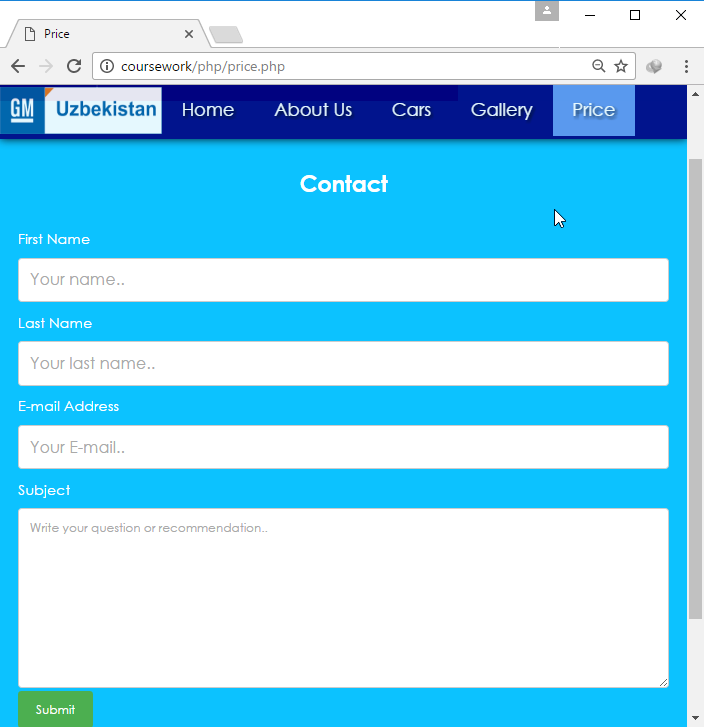 Price
coursework/php/price.php
GM Uzbekistan Home About Us Cars Gallery Price
Contact
First Name
Your name..
Last Name
Your last name..
E-mail Address
Your E-mail..
Subject
Write your question or recommendation..
Submit